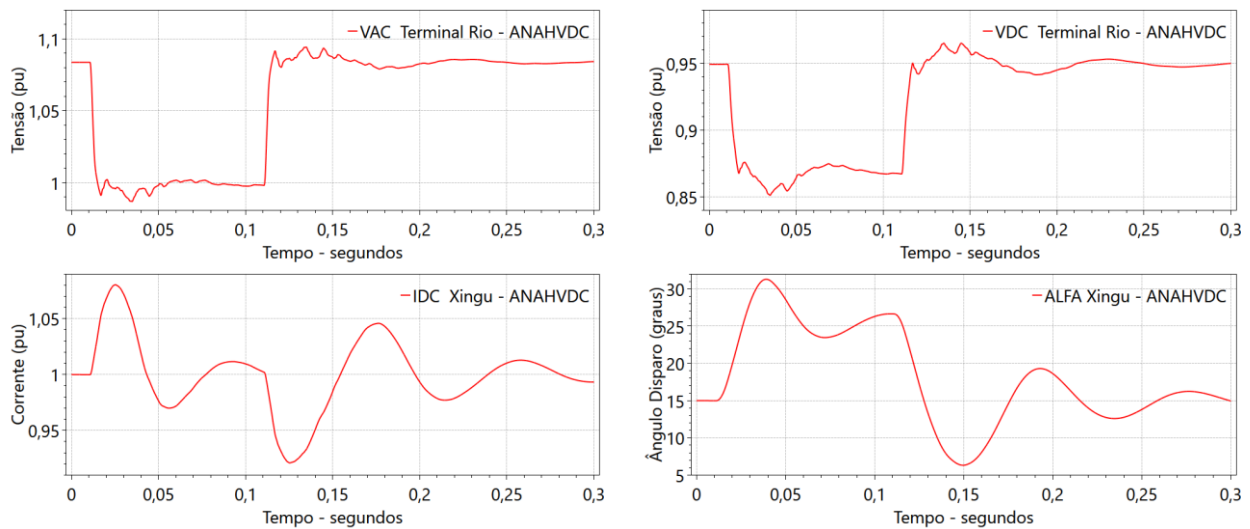 VAC Terminal Rio - ANAHVDC
Tensão (pu)
1,1
1,05
1
0 0,05 0,1 0,15 0,2 0,25 0,3
Tempo - segundos
VDC Terminal Rio - ANAHVDC
Tensão (pu)
0,95
0,9
0,85
0 0,05 0,1 0,15 0,2 0,25 0,3
Tempo - segundos
IDC Xingu - ANAHVDC
Corrente (pu)
1,05
1
0,95
0 0,05 0,1 0,15 0,2 0,25 0,3
Tempo - segundos
ALFA Xingu - ANAHVDC
Ângulo Disparo (graus)
30
25
20
15
10
5
0 0,05 0,1 0,15 0,2 0,25 0,3
Tempo - segundos